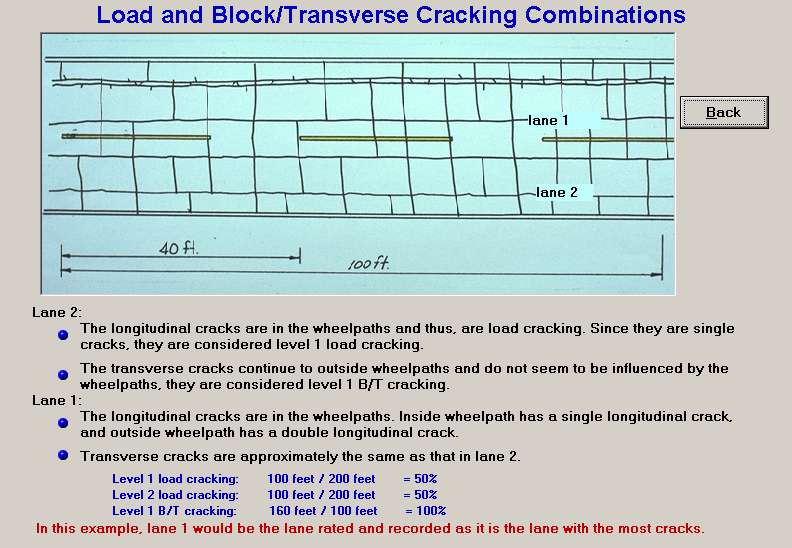 Load and Block/Transverse Cracking Combinations
lane 1
Back
lane 2
40 ft.
100 ft.
Lane 2:
The longitudinal cracks are in the wheelpaths and thus, are load cracking. Since they are single
cracks, they are considered level 1 load cracking.
The transverse cracks continue to outside wheelpaths and do not seem to be influenced by the
wheelpaths, they are considered level 1 B/T cracking.
Lane 1:
The longitudinal cracks are in the wheelpaths. Inside wheelpath has a single longitudinal crack,
and outside wheelpath has a double longitudinal crack.
Transverse cracks are approximately the same as that in lane 2.
Level 1 load cracking: 100 feet / 200 feet = 50%
Level 2 load cracking: 100 feet / 200 feet = 50%
Level 1 B/T cracking: 160 feet / 100 feet = 100%
In this example, lane 1 would be the lane rated and recorded as it is the lane with the most cracks.